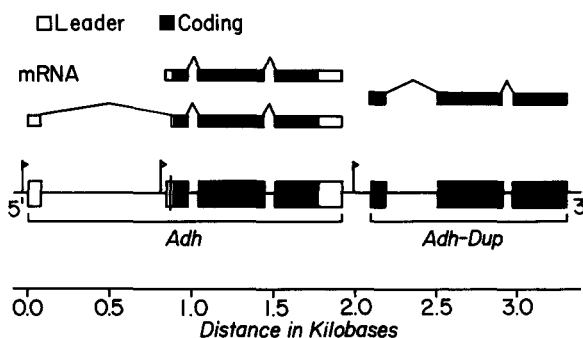 Leader Coding
mRNA
5' 3'
Adh Adh-Dup
0.0 0.5 1.0 1.5 2.0 2.5 3.0
Distance in Kilobases